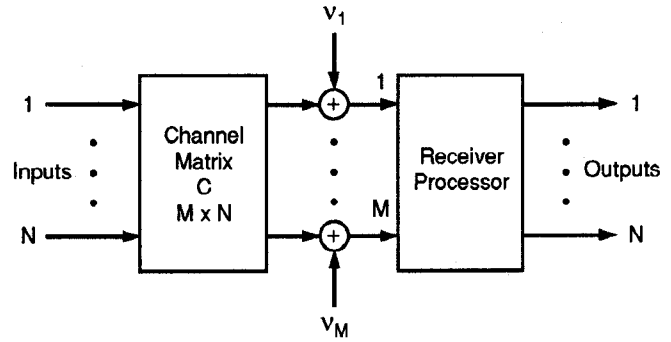 ν1
1
1
1
Channel
Matrix
C
M x N
+
Receiver
Processor
Inputs
Outputs
M
N
+
N
νM